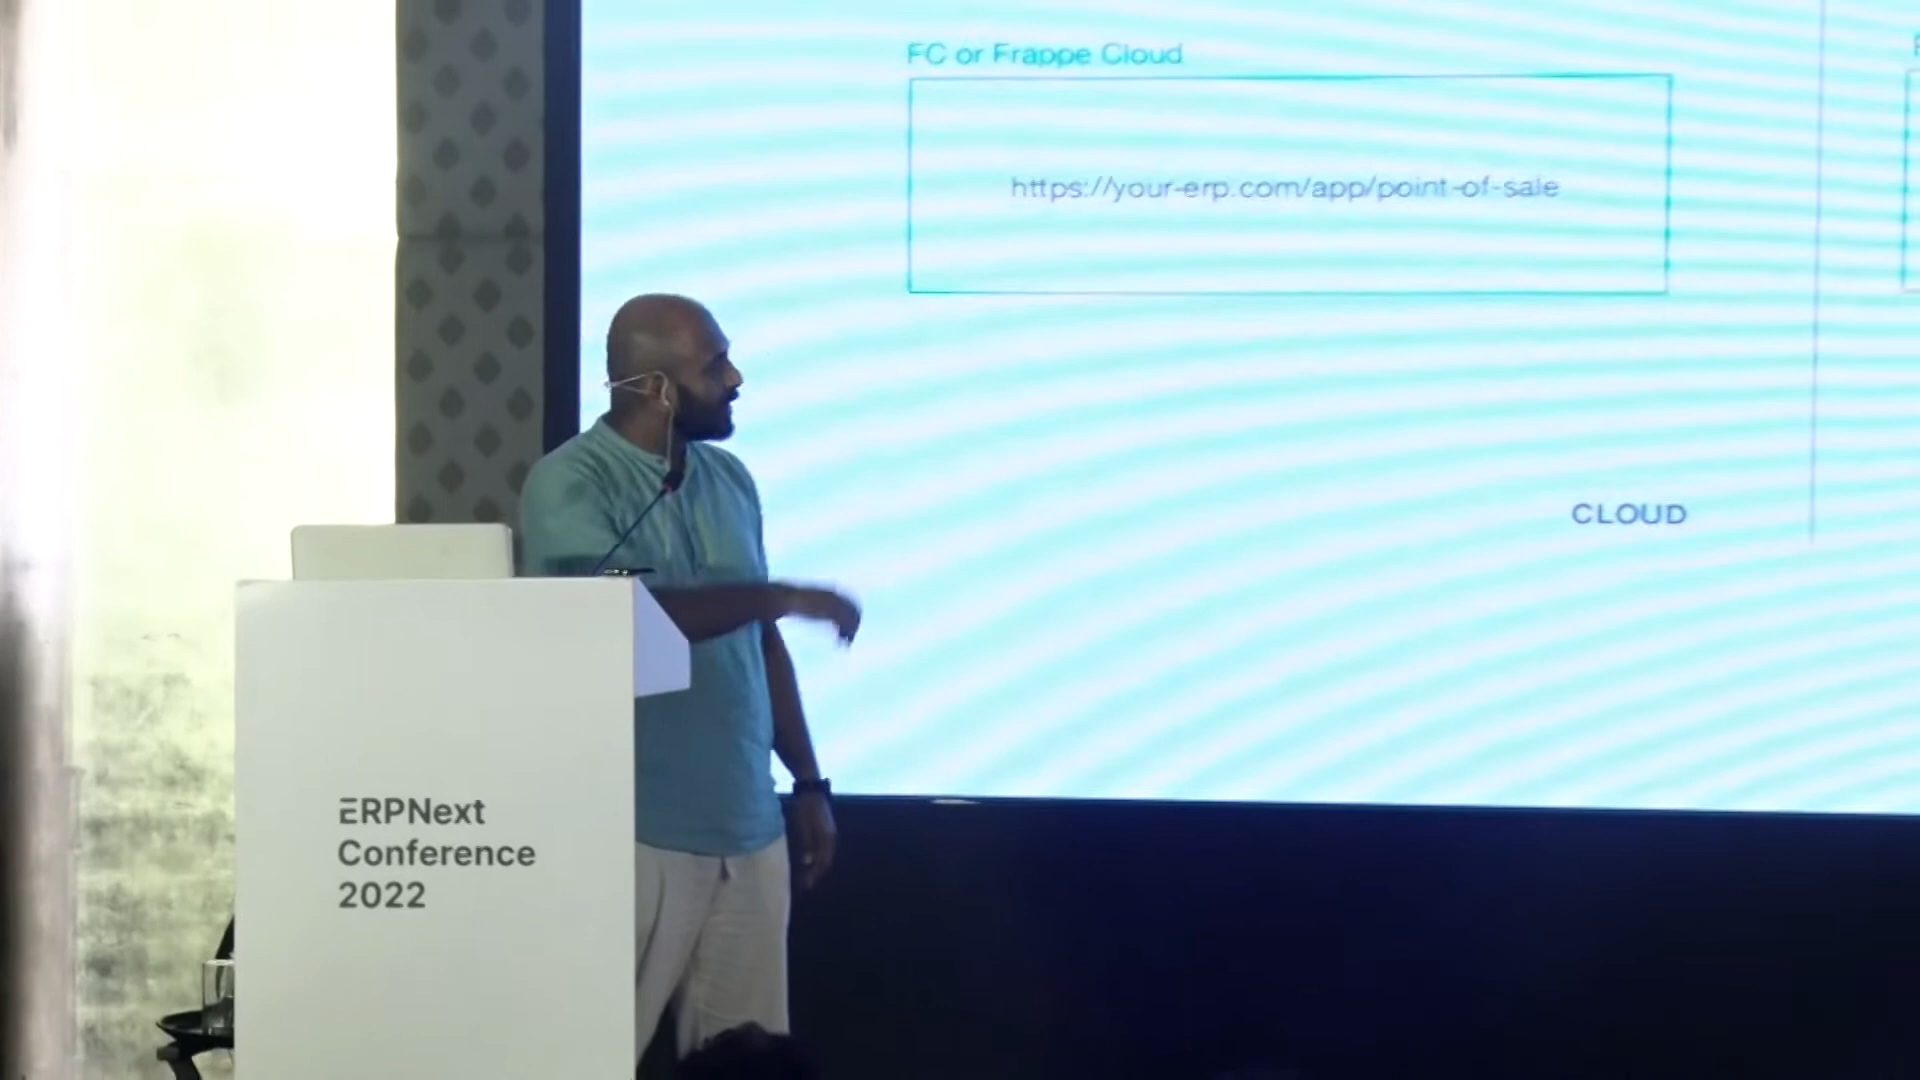 FC or Frappe Cloud
https://your-erp.com/app/point-of-sale
CLOUD
ERPNext
Conference
2022